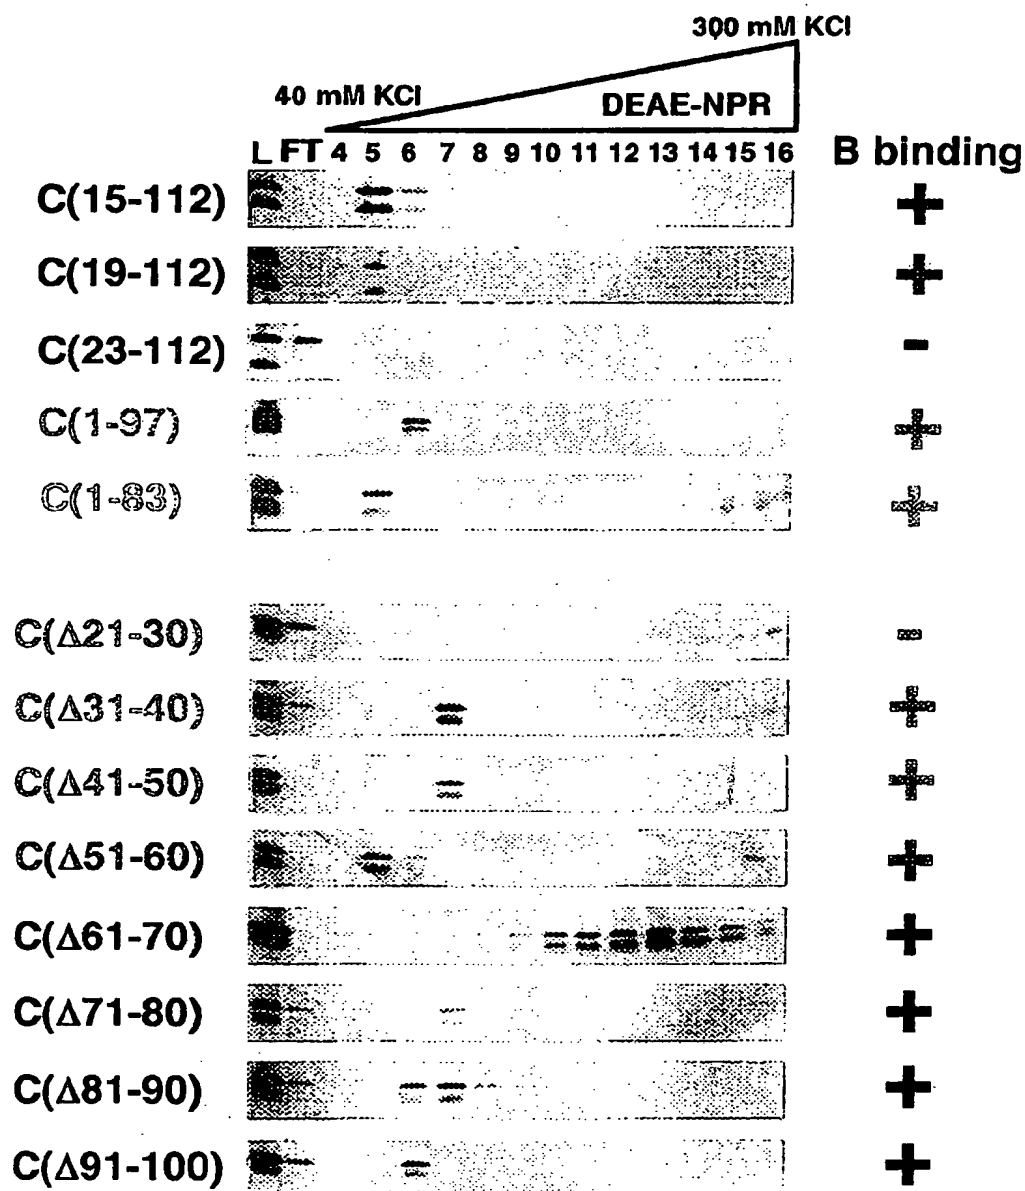 300 mM KCl
40 mM KCl
DEAE-NPR
L FT 4 5 6 7 8 9 10 11 12 13 14 15 16 B binding
C(15-112) +
C(19-112) +
C(23-112) -
C(1-97) +
C(1-83) +
C(Δ21-30) -
C(Δ31-40) +
C(Δ41-50) +
C(Δ51-60) +
C(Δ61-70) +
C(Δ71-80) +
C(Δ81-90) +
C(Δ91-100) +